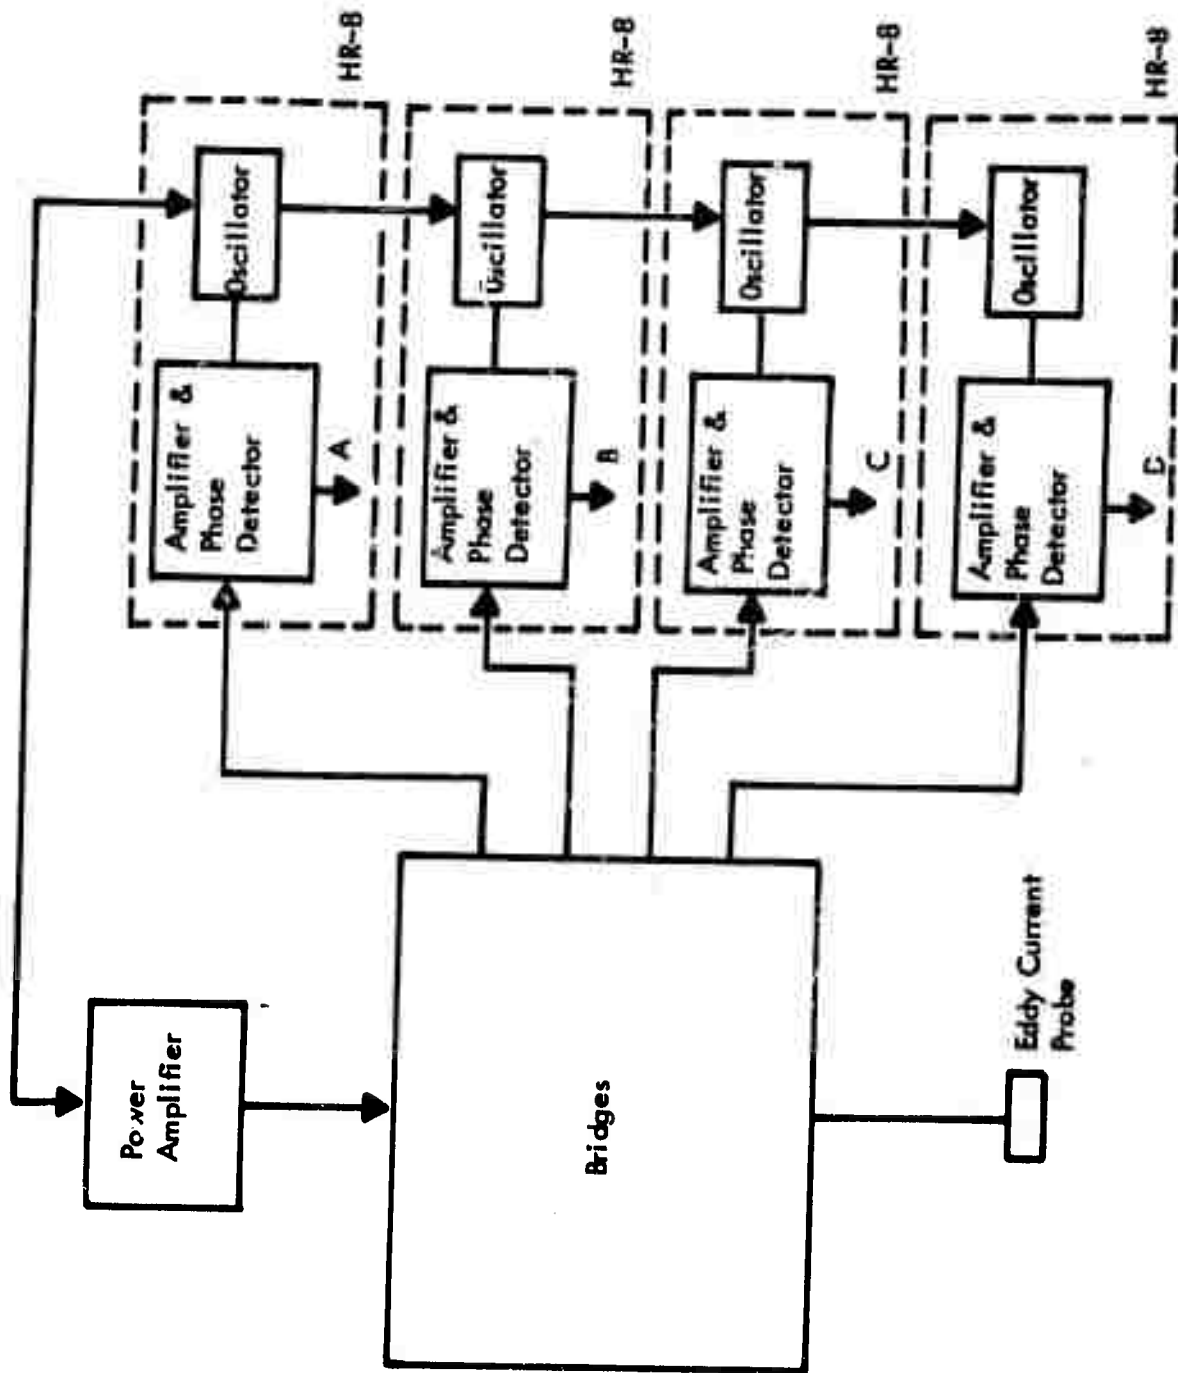 HR-8
Oscillator
Amplifier &
Phase
Detector
A
HR-8
Oscillator
Amplifier &
Phase
Detector
B
HR-8
Oscillator
Amplifier &
Phase
Detector
C
HR-8
Oscillator
Amplifier &
Phase
Detector
D
Power
Amplifier
Bridges
Eddy Current
Probe